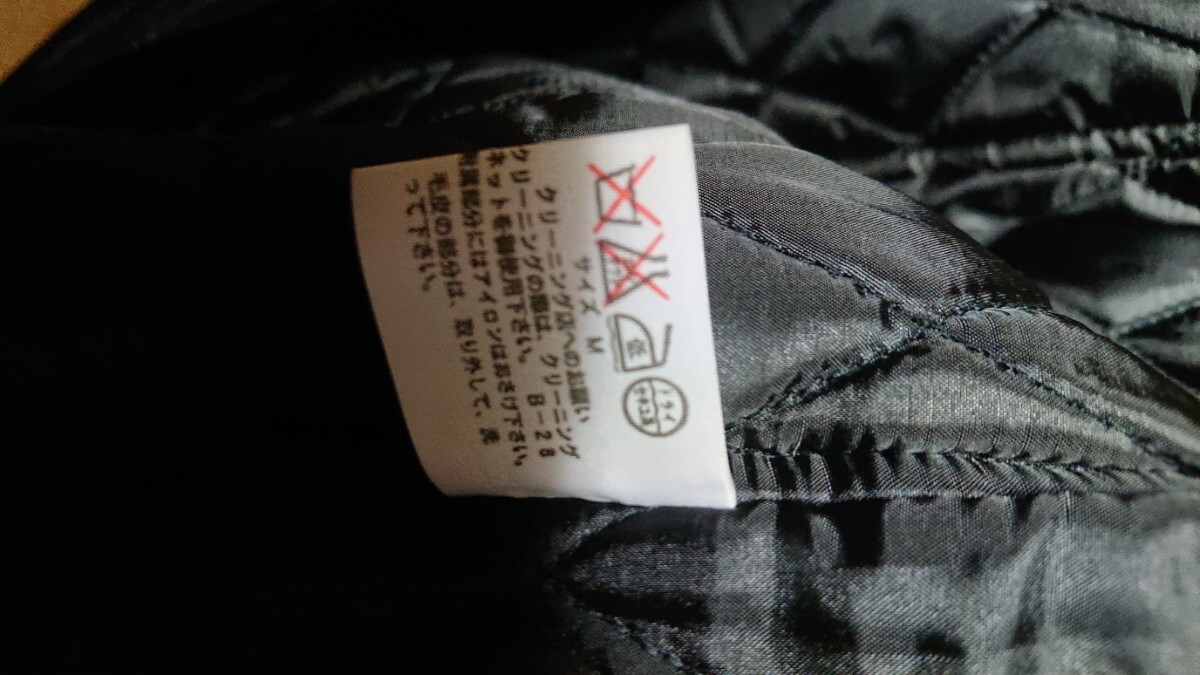 低
ドライ
セキユ系
サイズ M
クリーニング店へのお願い
クリーニングの際は、クリーニング
ネットを御使用下さい。 8-28
附属部分にはアイロンはおさけ下さい。
毛皮の部分は、取り外して、洗
って下さい。